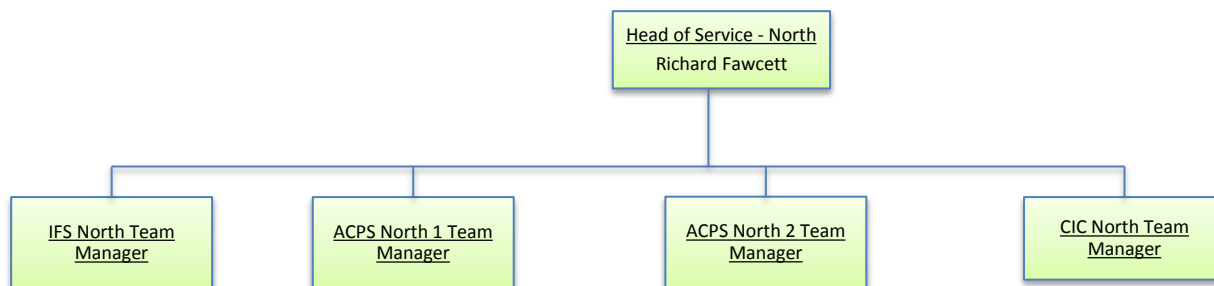 Head of Service - North
Richard Fawcett
IFS North Team
Manager
ACPS North 1 Team
Manager
ACPS North 2 Team
Manager
CIC North Team
Manager